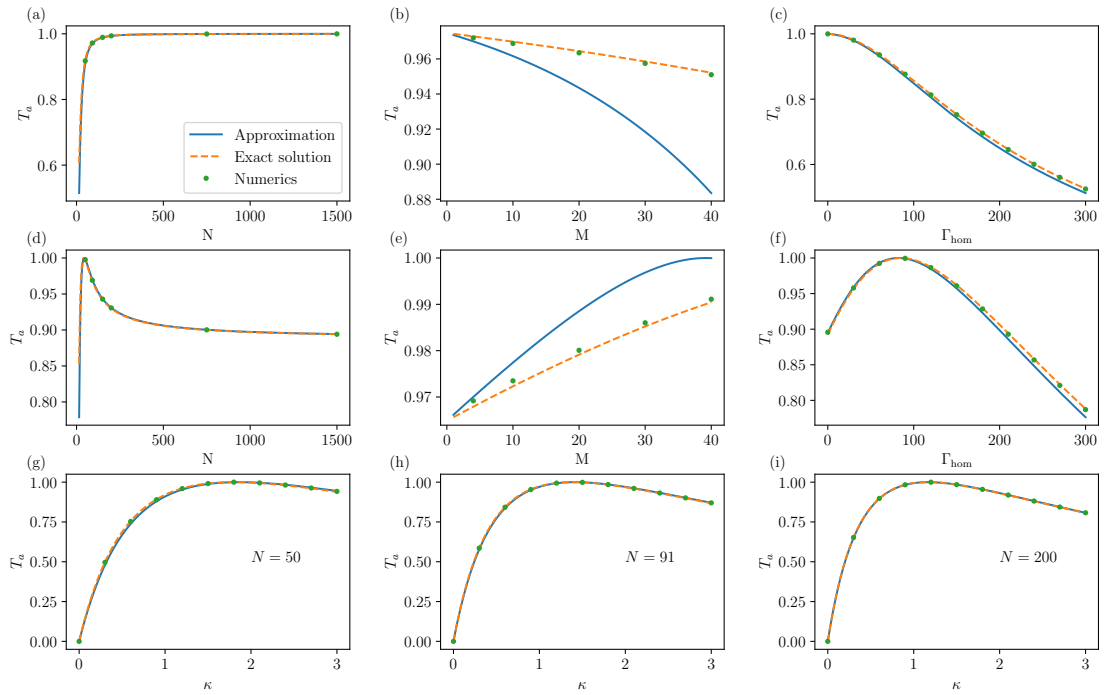 (a)
T_a
1.0
0.8
0.6
0
500
1000
1500
N
Approximation
Exact solution
Numerics
(b)
T_a
0.96
0.94
0.92
0.90
0.88
0
10
20
30
40
M
(c)
T_a
1.0
0.8
0.6
0
100
200
300
Γ_hom
(d)
T_a
1.00
0.95
0.90
0.85
0.80
0
500
1000
1500
N
(e)
T_a
1.00
0.99
0.98
0.97
0
10
20
30
40
M
(f)
T_a
1.00
0.95
0.90
0.85
0.80
0
100
200
300
Γ_hom
(g)
T_a
1.00
0.75
0.50
0.25
0.00
N = 50
0
1
2
3
κ
(h)
T_a
1.00
0.75
0.50
0.25
0.00
N = 91
0
1
2
3
κ
(i)
T_a
1.00
0.75
0.50
0.25
0.00
N = 200
0
1
2
3
κ